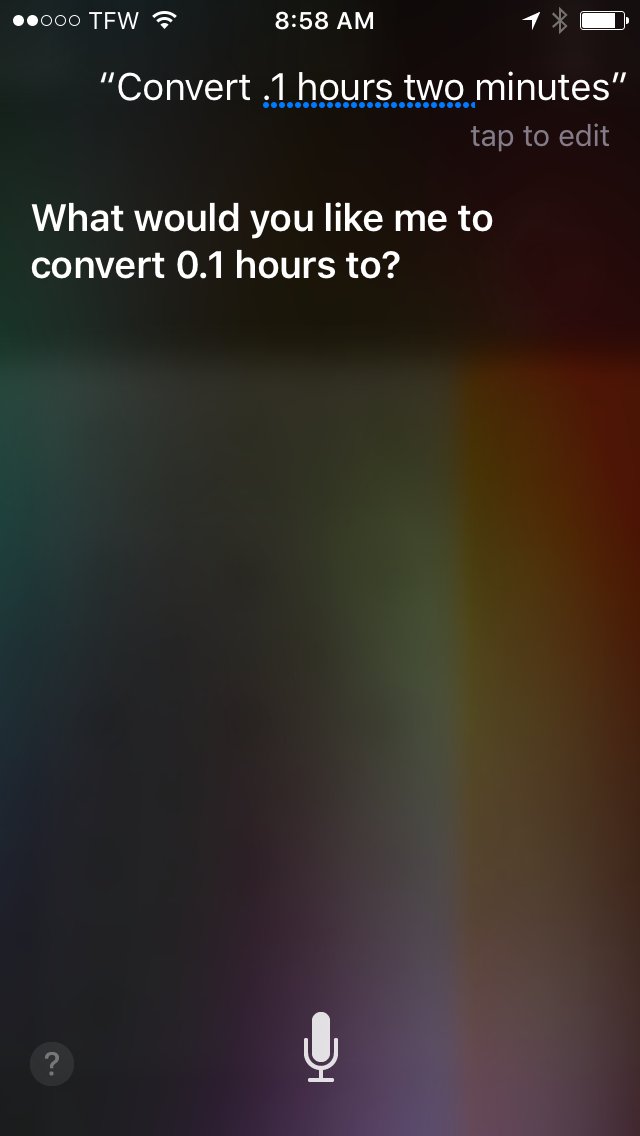 TFW 8:58 AM
“Convert .1 hours two minutes”
tap to edit
What would you like me to
convert 0.1 hours to?
?